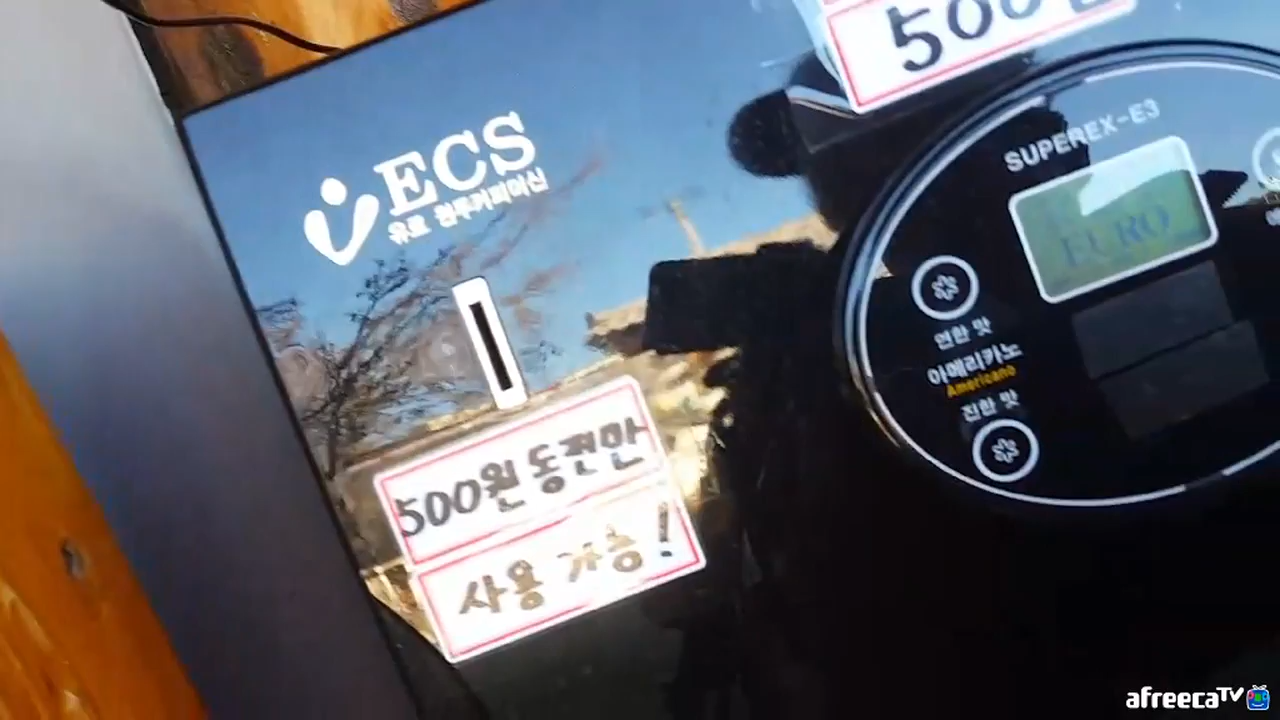 500
SUPEREX-E3
ECS
유로 원두커피머신
EURO
연한 맛
아메리카노
Americano
진한 맛
500원 동전만
사용 가능!
afreecaTV